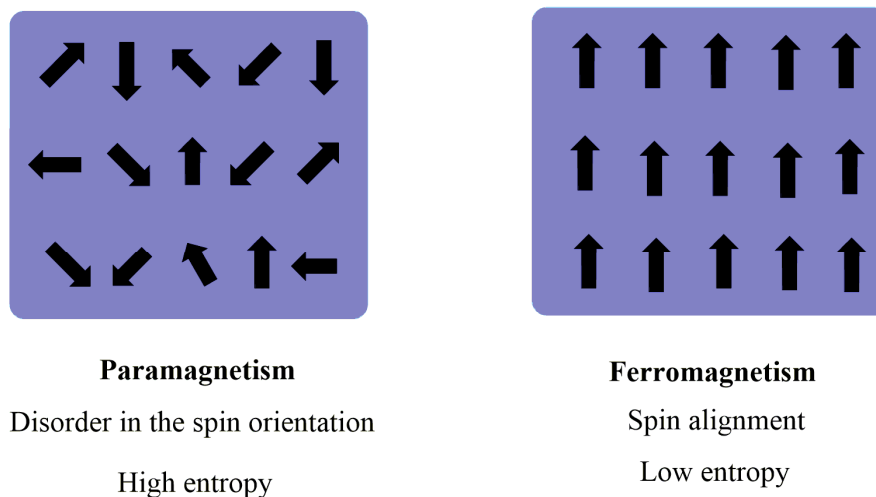 Paramagnetism
Disorder in the spin orientation
High entropy
Ferromagnetism
Spin alignment
Low entropy